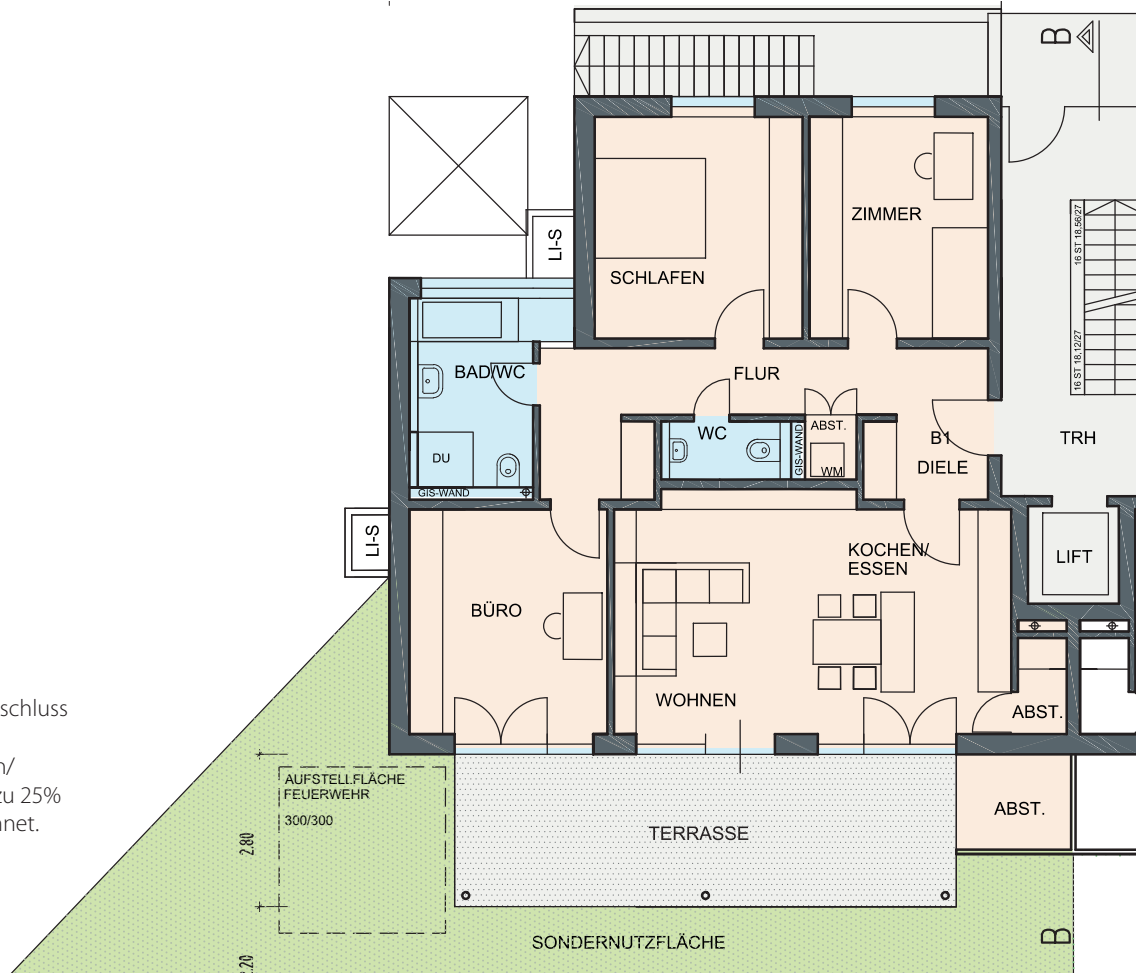 B
LI-S
SCHLAFEN
ZIMMER
16 ST 18,56/27
16 ST 18,12/27
BAD/WC
FLUR
WC
GIS-WAND
ABST.
WM
B1
DIELE
TRH
DU
GIS-WAND
LI-S
KOCHEN/
ESSEN
LIFT
BÜRO
WOHNEN
ABST.
schluss
n/
zu 25%
net.
AUFSTELLFLÄCHE
FEUERWEHR
300/300
2.80
TERRASSE
ABST.
SONDERNUTZFLÄCHE
B
.20